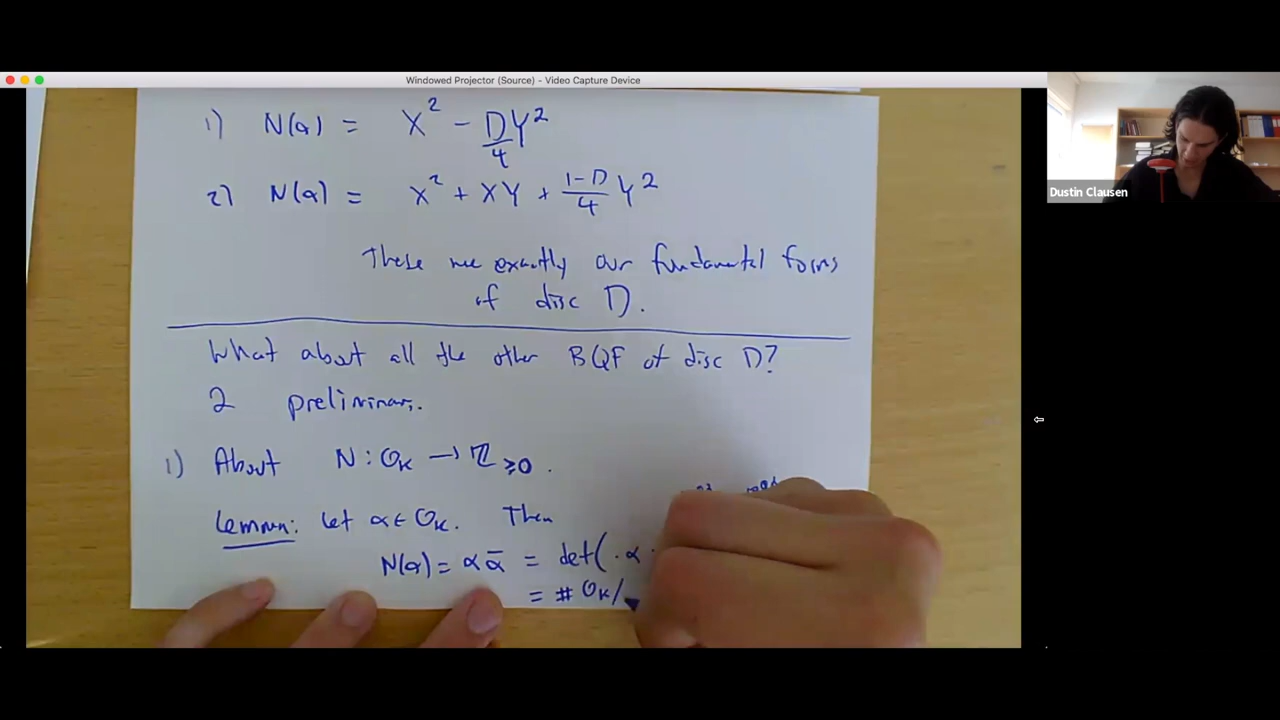 Windowed Projector (Source) - Video Capture Device
1) N(α) = X² - D/4 Y²
2) N(α) = X² + XY + 1-D/4 Y²
These are exactly our fundamental forms
of disc D.
What about all the other BQF of disc D?
2 preliminar.
1) About N: O_K → ℤ_≥0.
Lemma: Let α ∈ O_K. Then
N(α) = αᾱ = det(·α
= # O_K/
Dustin Clausen